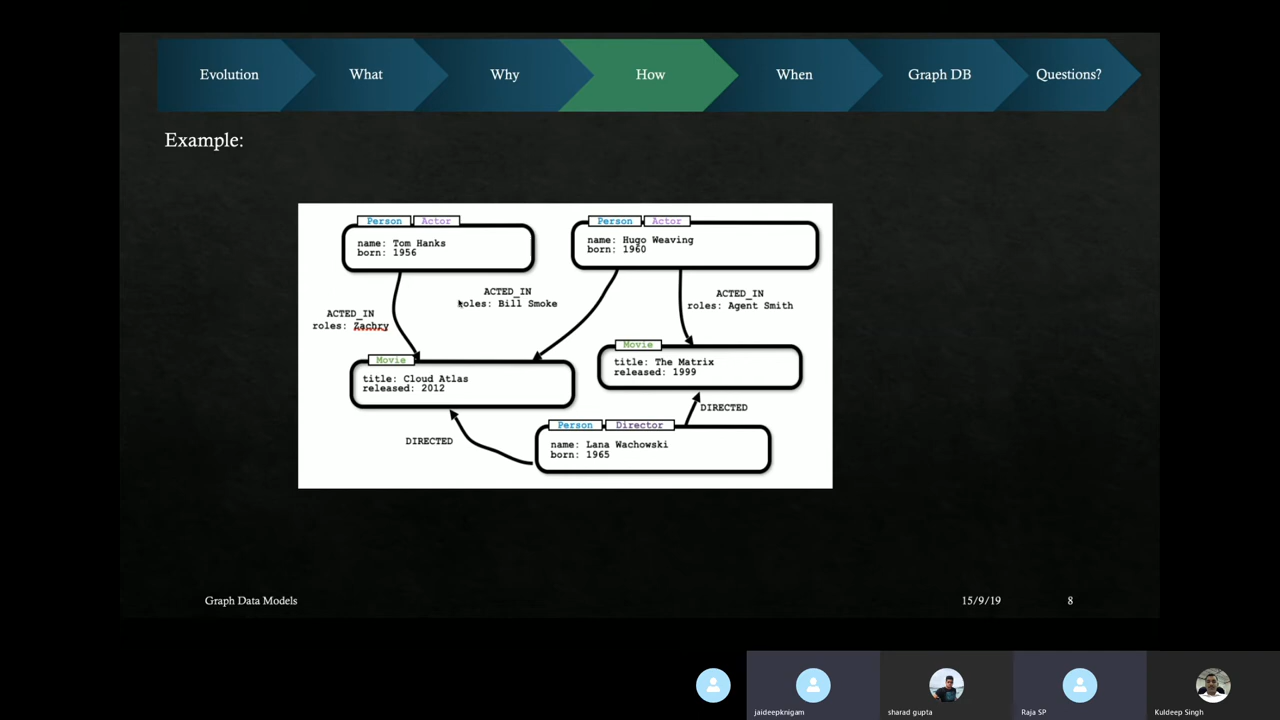 Evolution
What
Why
How
When
Graph DB
Questions?
Example:
Person Actor
name: Tom Hanks
born: 1956
Person Actor
name: Hugo Weaving
born: 1960
ACTED_IN
roles: Zachry
ACTED_IN
roles: Bill Smoke
ACTED_IN
roles: Agent Smith
Movie
title: Cloud Atlas
released: 2012
Movie
title: The Matrix
released: 1999
DIRECTED
DIRECTED
Person Director
name: Lana Wachowski
born: 1965
Graph Data Models
15/9/19
8
jaideepknigam
sharad gupta
Raja SP
Kuldeep Singh